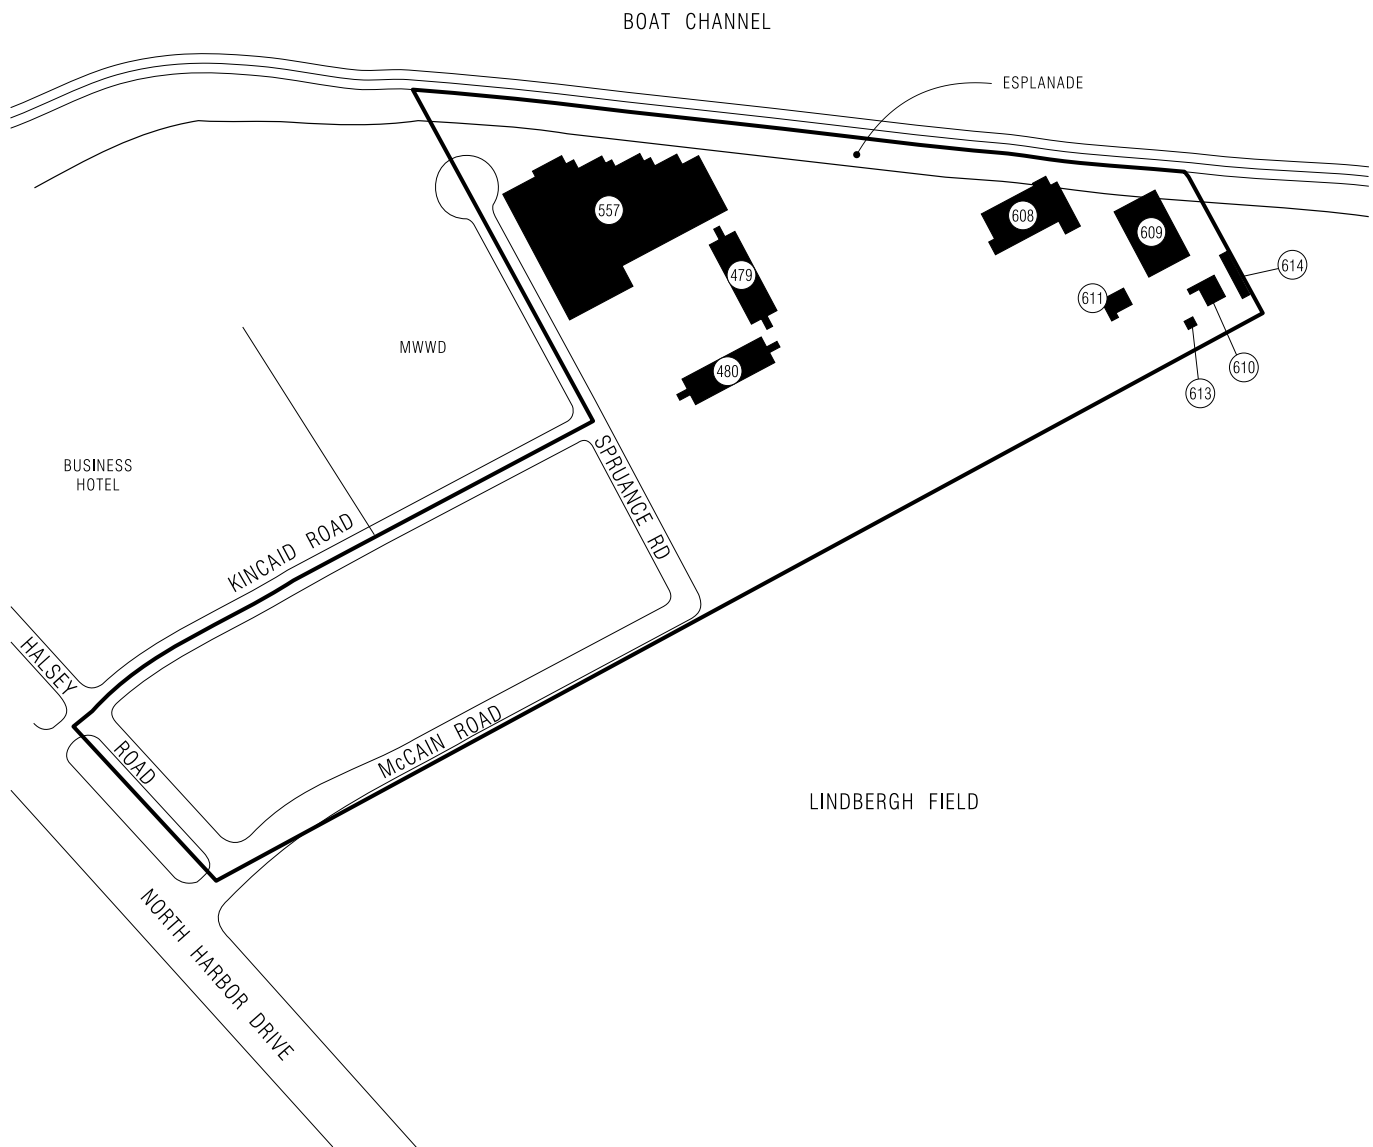 BOAT CHANNEL
ESPLANADE
557
608
609
479
614
611
MWWD
610
480
613
BUSINESS
HOTEL
SPRUANCE RD
KINCAID ROAD
HALSEY
ROAD
McCAIN ROAD
LINDBERGH FIELD
NORTH HARBOR DRIVE